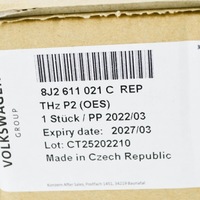 VOLKSWAGEN
GROUP
8J2 611 021 C REP
THz P2 (OES)
1 Stück / PP 2022/03
Expiry date: 2027/03
Lot: CT25202210
Made in Czech Republic